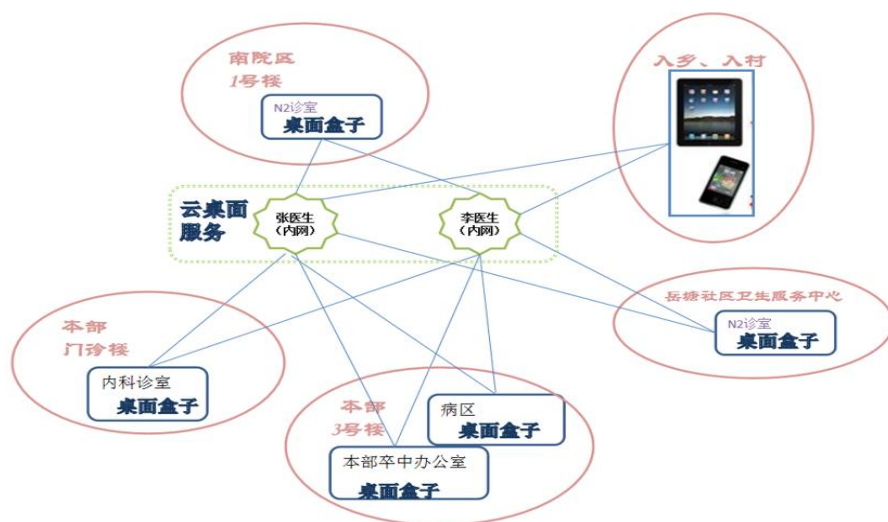 南院区
1号楼
N2诊室
桌面盒子
入乡、入村
云桌面
服务
张医生
（内网）
李医生
（内网）
岳塘社区卫生服务中心
N2诊室
桌面盒子
本部
门诊楼
内科诊室
桌面盒子
本部
3号楼
病区
桌面盒子
本部卒中办公室
桌面盒子